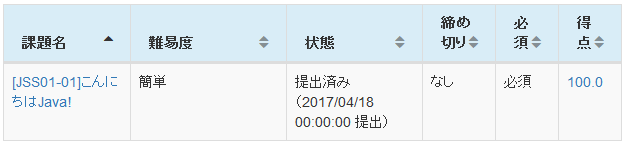 課題名
難易度
状態
締め
切り
必
須
得
点
[JSS01-01]こんに
ちはJava!
簡単
提出済み
（2017/04/18
00:00:00 提出）
なし
必須
100.0